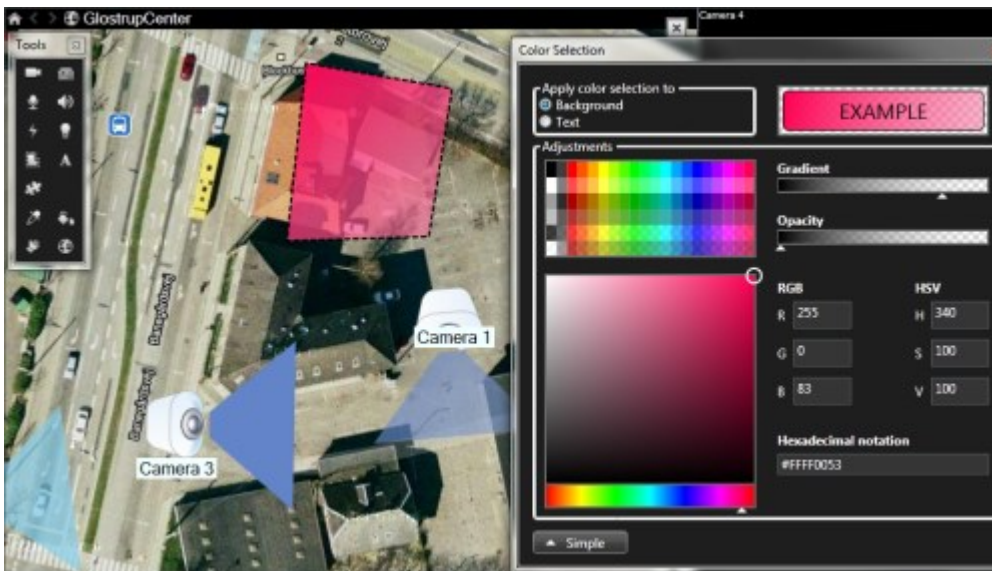 GlostrupCenter
Camera 4
Tools
Color Selection
Apply color selection to
Background
Text
EXAMPLE
Adjustments
Gradient
Opacity
RGB
HSV
R 255
H 340
G 0
S 100
B 83
V 100
Hexadecimal notation
#FFFF0053
Simple
A
Camera 1
Camera 3